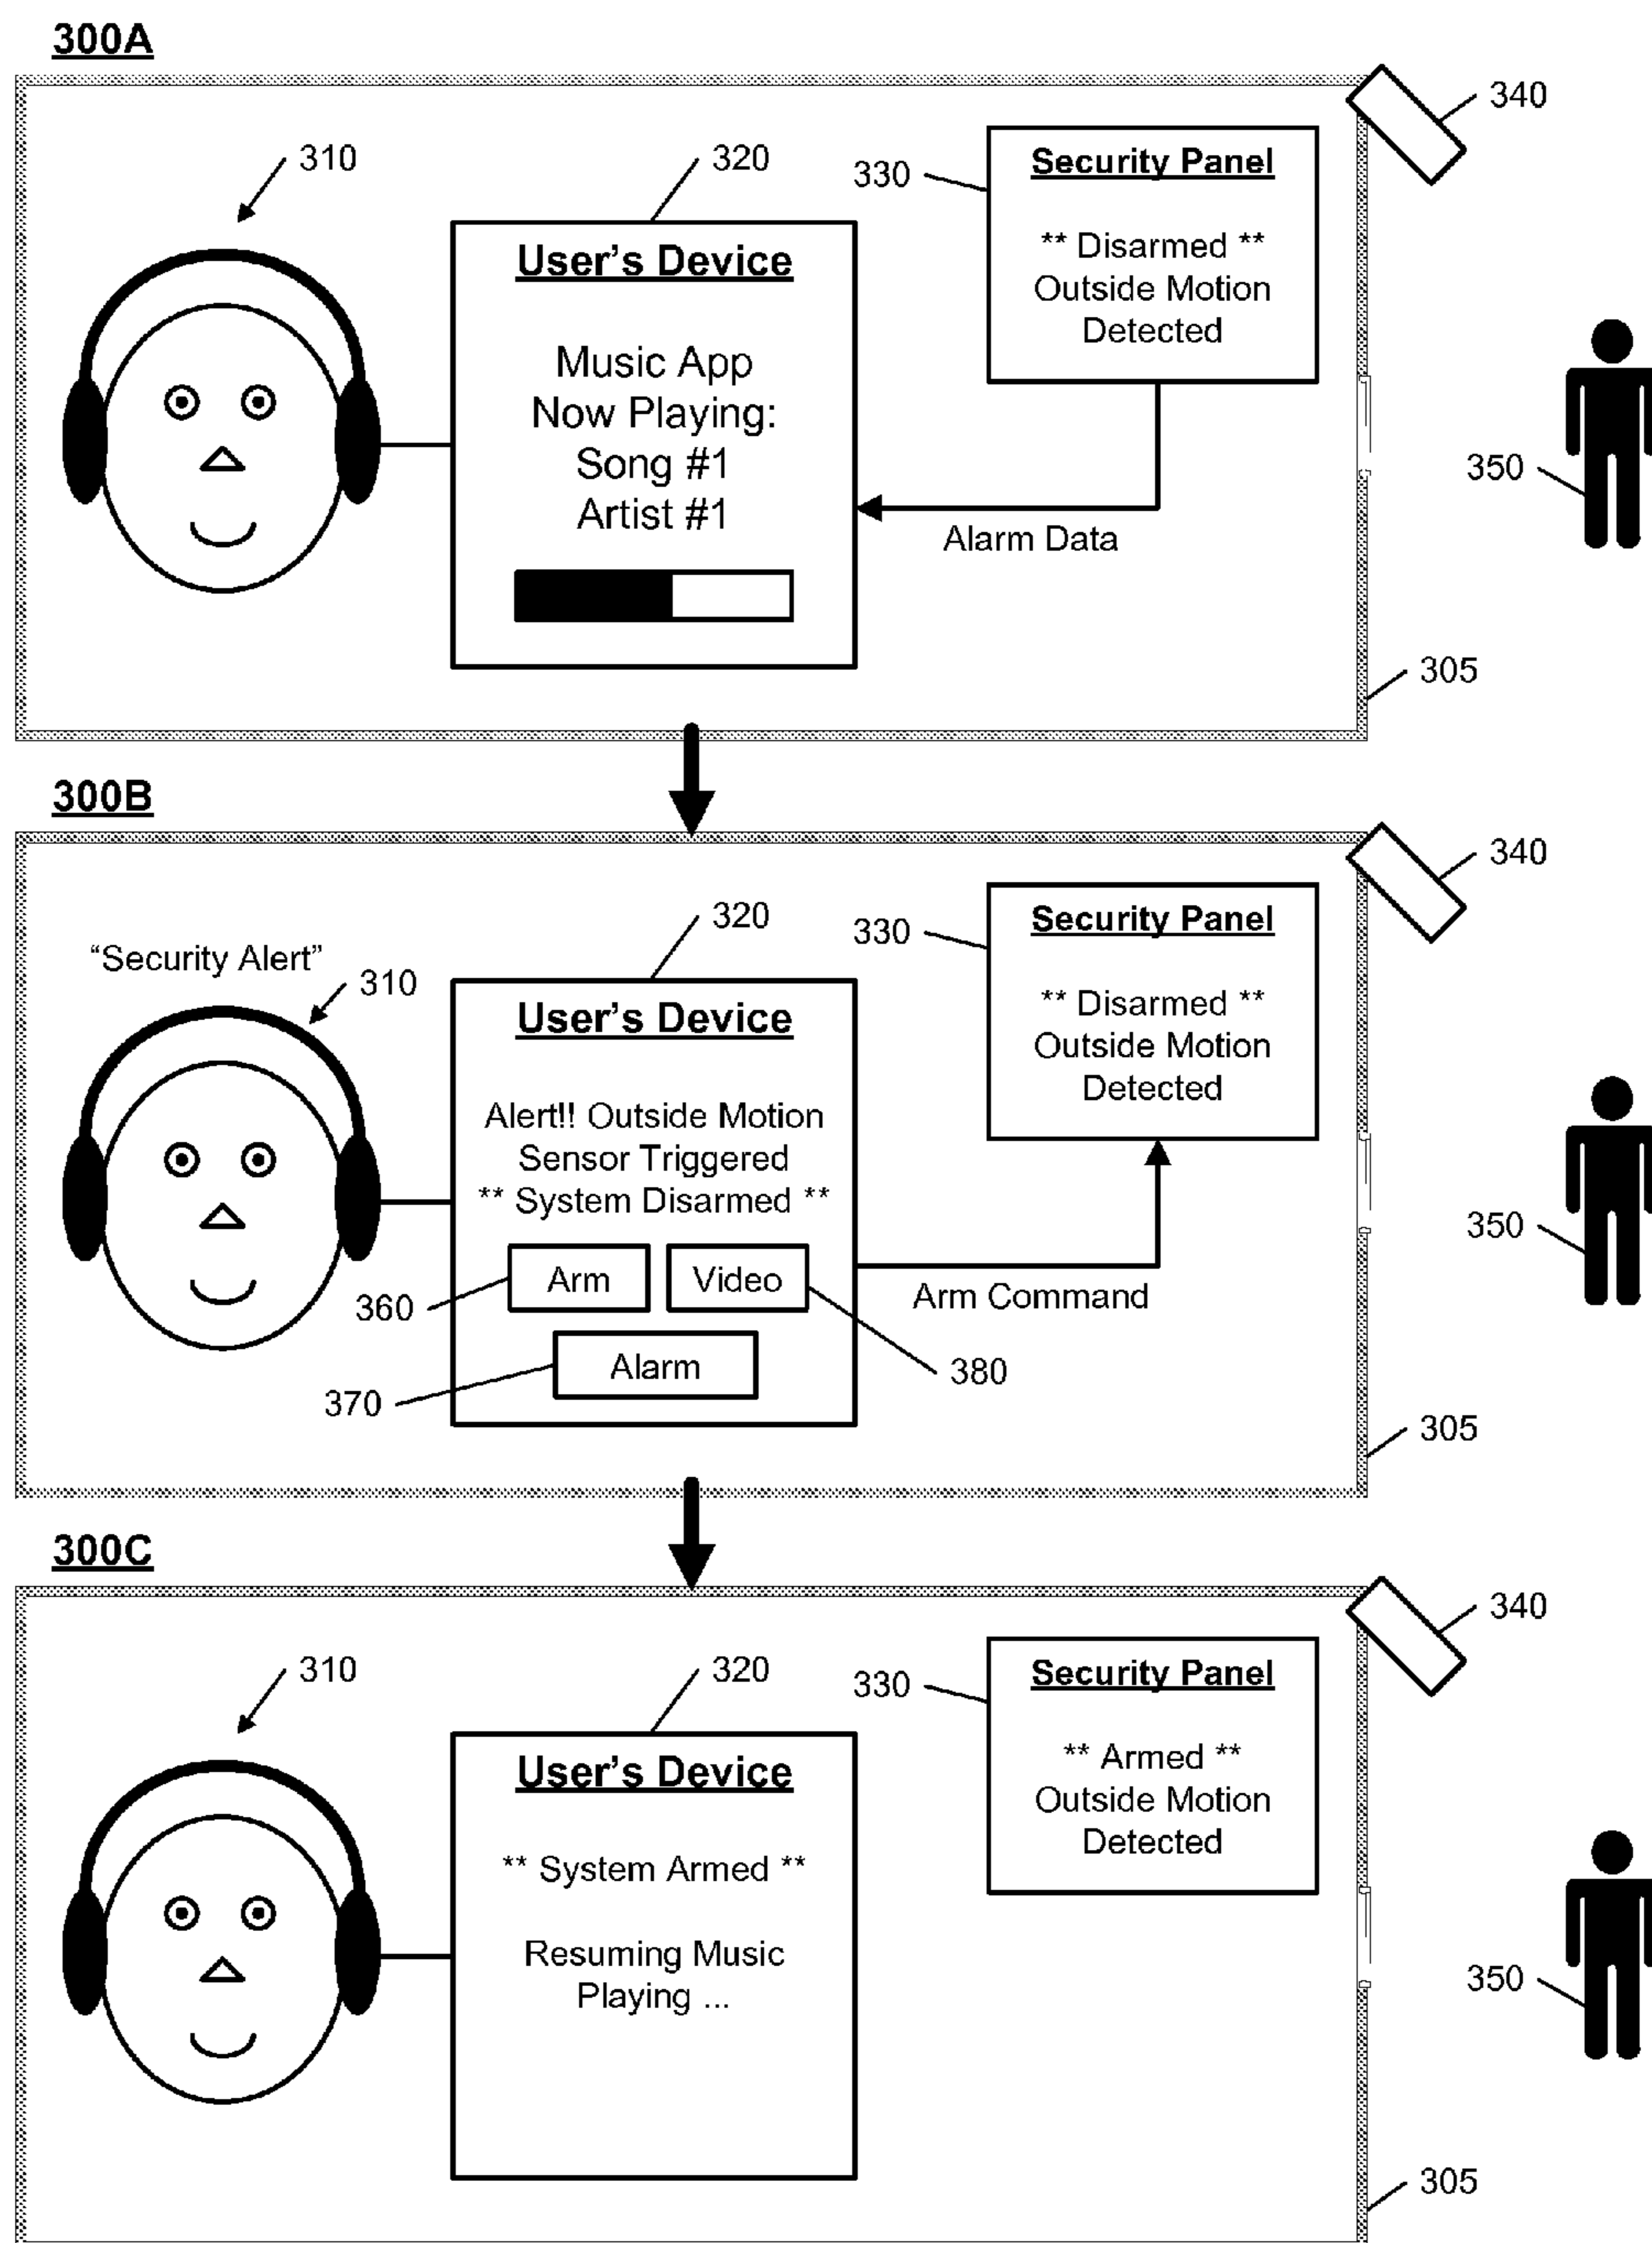 300A
310
320
330
340
User's Device
Music App
Now Playing:
Song #1
Artist #1
Security Panel
** Disarmed **
Outside Motion
Detected
Alarm Data
350
305
300B
"Security Alert"
310
320
330
340
User's Device
Alert!! Outside Motion
Sensor Triggered
** System Disarmed **
Arm
Video
Alarm
360
370
380
Security Panel
** Disarmed **
Outside Motion
Detected
Arm Command
350
305
300C
310
320
330
340
User's Device
** System Armed **
Resuming Music
Playing ...
Security Panel
** Armed **
Outside Motion
Detected
350
305